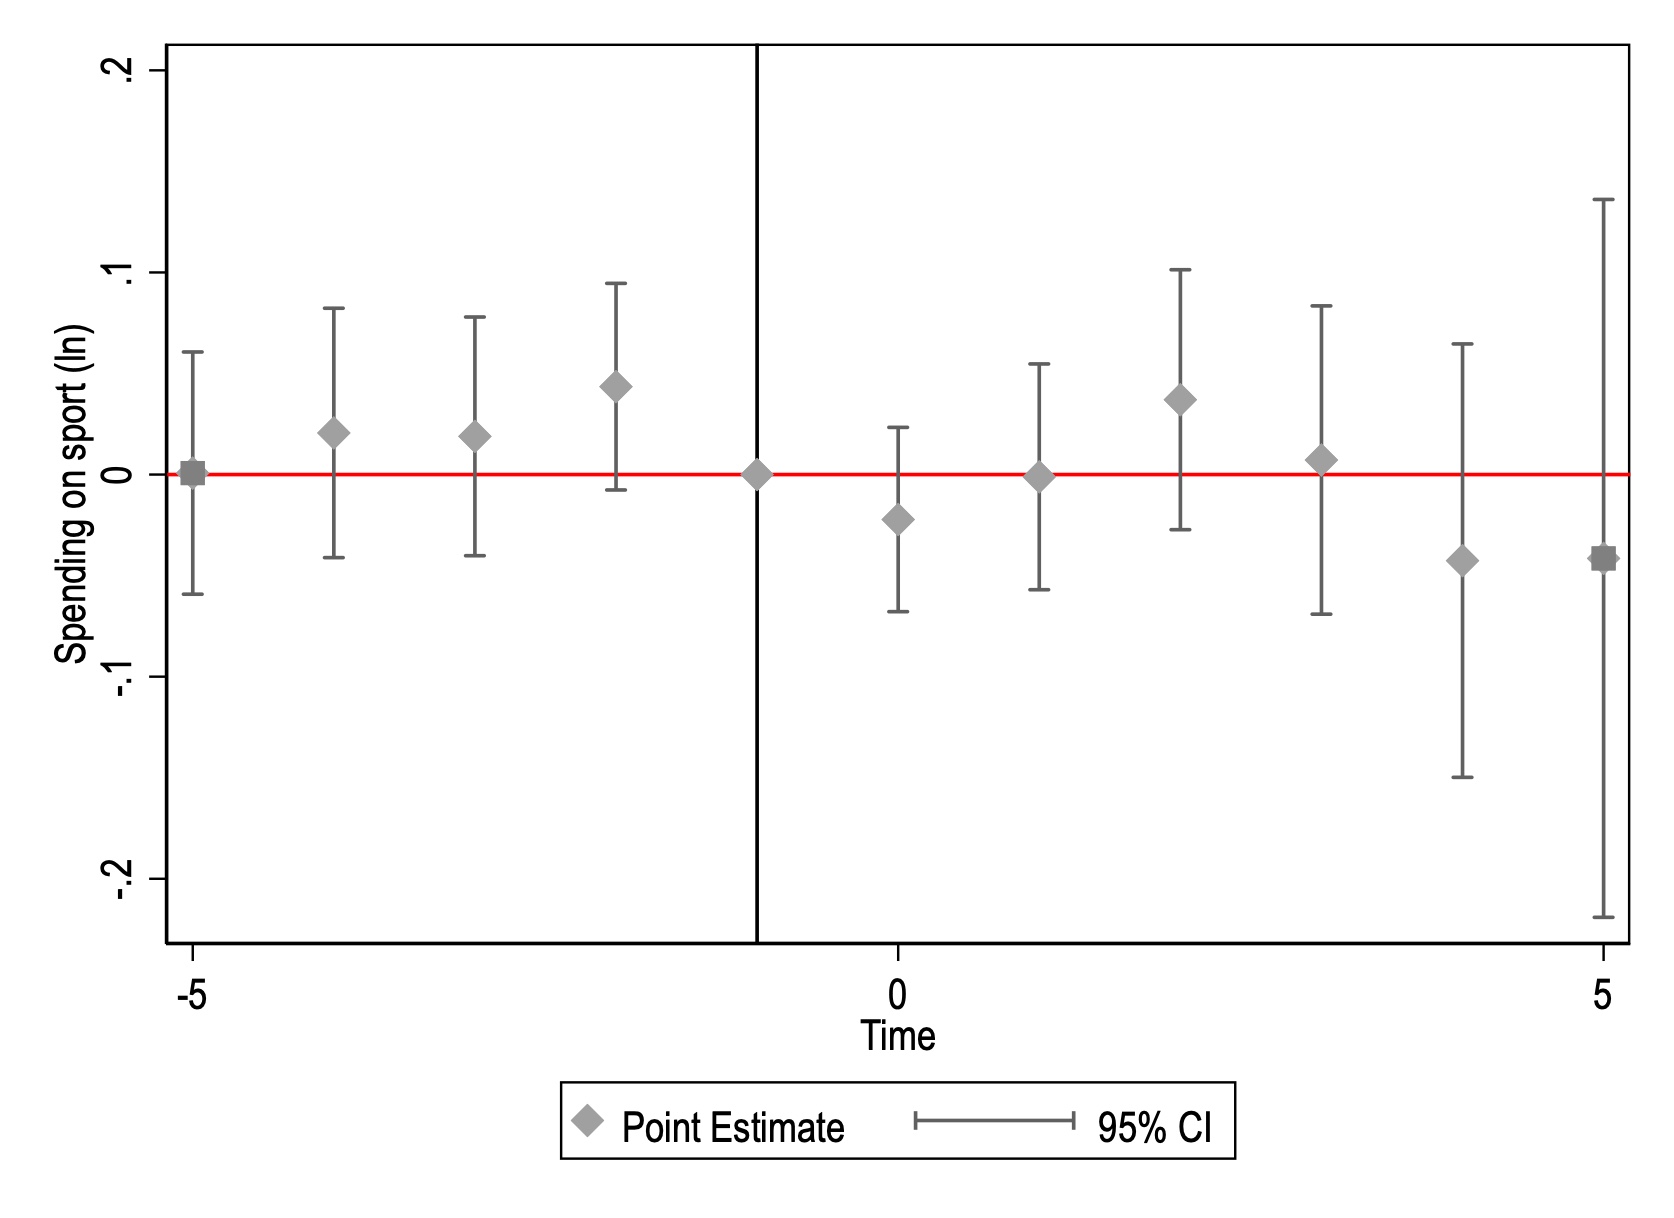 Spending on sport (ln)
.2
.1
0
-.1
-.2
-5
0
5
Time
Point Estimate
95% CI